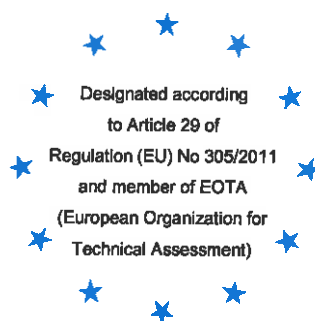 Designated according
to Article 29 of
Regulation (EU) No 305/2011
and member of EOTA
(European Organization for
Technical Assessment)